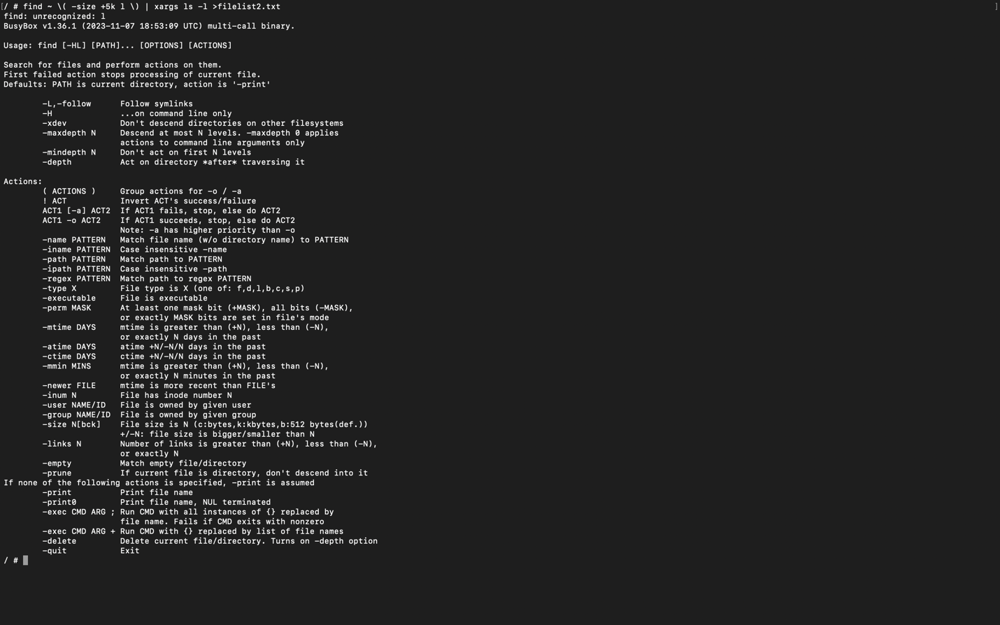 [/ # find ~ \( -size +5k l \) | xargs ls -l >filelist2.txt ]
find: unrecognized: l
BusyBox v1.36.1 (2023-11-07 18:53:09 UTC) multi-call binary.
Usage: find [-HL] [PATH]... [OPTIONS] [ACTIONS]
Search for files and perform actions on them.
First failed action stops processing of current file.
Defaults: PATH is current directory, action is '-print'
-L,-follow Follow symlinks
-H ...on command line only
-xdev Don't descend directories on other filesystems
-maxdepth N Descend at most N levels. -maxdepth 0 applies
actions to command line arguments only
-mindepth N Don't act on first N levels
-depth Act on directory *after* traversing it
Actions:
( ACTIONS ) Group actions for -o / -a
! ACT Invert ACT's success/failure
ACT1 [-a] ACT2 If ACT1 fails, stop, else do ACT2
ACT1 -o ACT2 If ACT1 succeeds, stop, else do ACT2
Note: -a has higher priority than -o
-name PATTERN Match file name (w/o directory name) to PATTERN
-iname PATTERN Case insensitive -name
-path PATTERN Match path to PATTERN
-ipath PATTERN Case insensitive -path
-regex PATTERN Match path to regex PATTERN
-type X File type is X (one of: f,d,l,b,c,s,p)
-executable File is executable
-perm MASK At least one mask bit (+MASK), all bits (-MASK),
or exactly MASK bits are set in file's mode
-mtime DAYS mtime is greater than (+N), less than (-N),
or exactly N days in the past
-atime DAYS atime +N/-N/N days in the past
-ctime DAYS ctime +N/-N/N days in the past
-mmin MINS mtime is greater than (+N), less than (-N),
or exactly N minutes in the past
-newer FILE mtime is more recent than FILE's
-inum N File has inode number N
-user NAME/ID File is owned by given user
-group NAME/ID File is owned by given group
-size N[bck] File size is N (c:bytes,k:kbytes,b:512 bytes(def.))
+/-N: file size is bigger/smaller than N
-links N Number of links is greater than (+N), less than (-N),
or exactly N
-empty Match empty file/directory
-prune If current file is directory, don't descend into it
If none of the following actions is specified, -print is assumed
-print Print file name
-print0 Print file name, NUL terminated
-exec CMD ARG ; Run CMD with all instances of {} replaced by
file name. Fails if CMD exits with nonzero
-exec CMD ARG + Run CMD with {} replaced by list of file names
-delete Delete current file/directory. Turns on -depth option
-quit Exit
/ #